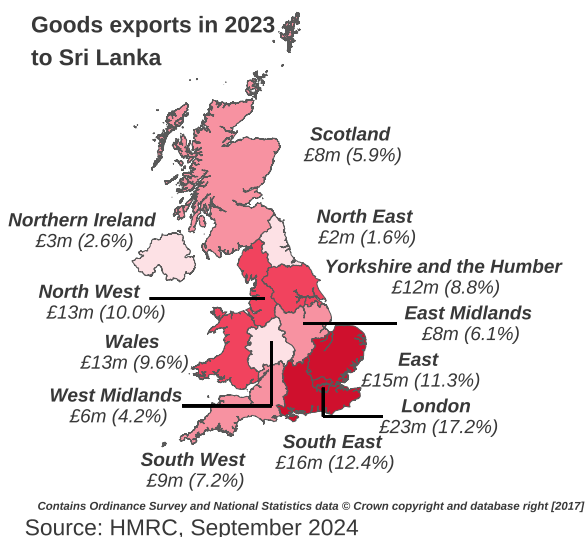 Goods exports in 2023
to Sri Lanka
Scotland
£8m (5.9%)
Northern Ireland
£3m (2.6%)
North East
£2m (1.6%)
Yorkshire and the Humber
£12m (8.8%)
North West
£13m (10.0%)
East Midlands
£8m (6.1%)
Wales
£13m (9.6%)
East
£15m (11.3%)
West Midlands
£6m (4.2%)
London
£23m (17.2%)
South East
£16m (12.4%)
South West
£9m (7.2%)
Contains Ordinance Survey and National Statistics data © Crown copyright and database right [2017]
Source: HMRC, September 2024